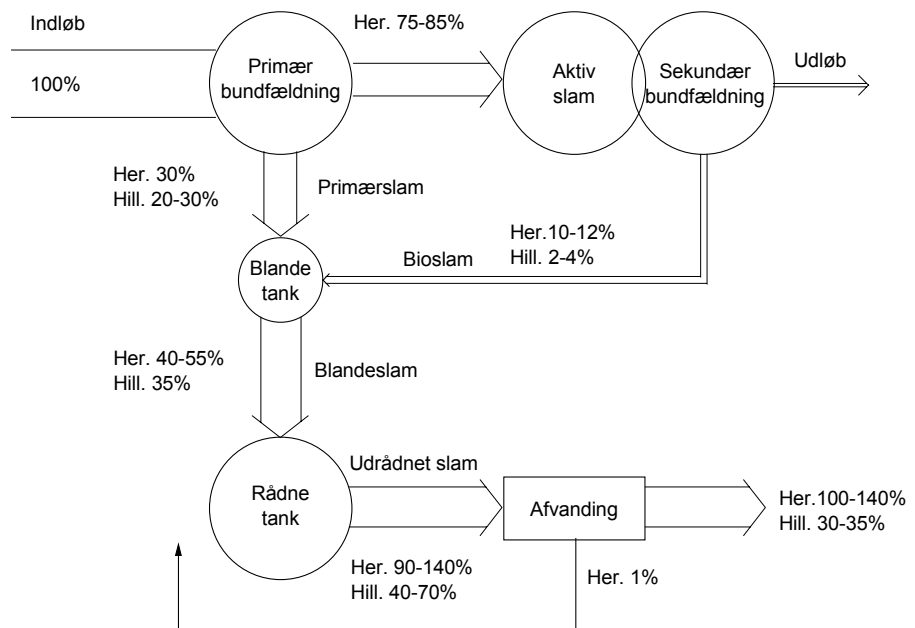 Indløb
100%
Primær
bundfældning
Her. 75-85%
Aktiv
slam
Sekundær
bundfældning
Udløb
Her. 30%
Hill. 20-30%
Primærslam
Her.10-12%
Hill. 2-4%
Bioslam
Blande
tank
Her. 40-55%
Hill. 35%
Blandeslam
Rådne
tank
Udrådnet slam
Her. 90-140%
Hill. 40-70%
Afvanding
Her. 1%
Her.100-140%
Hill. 30-35%